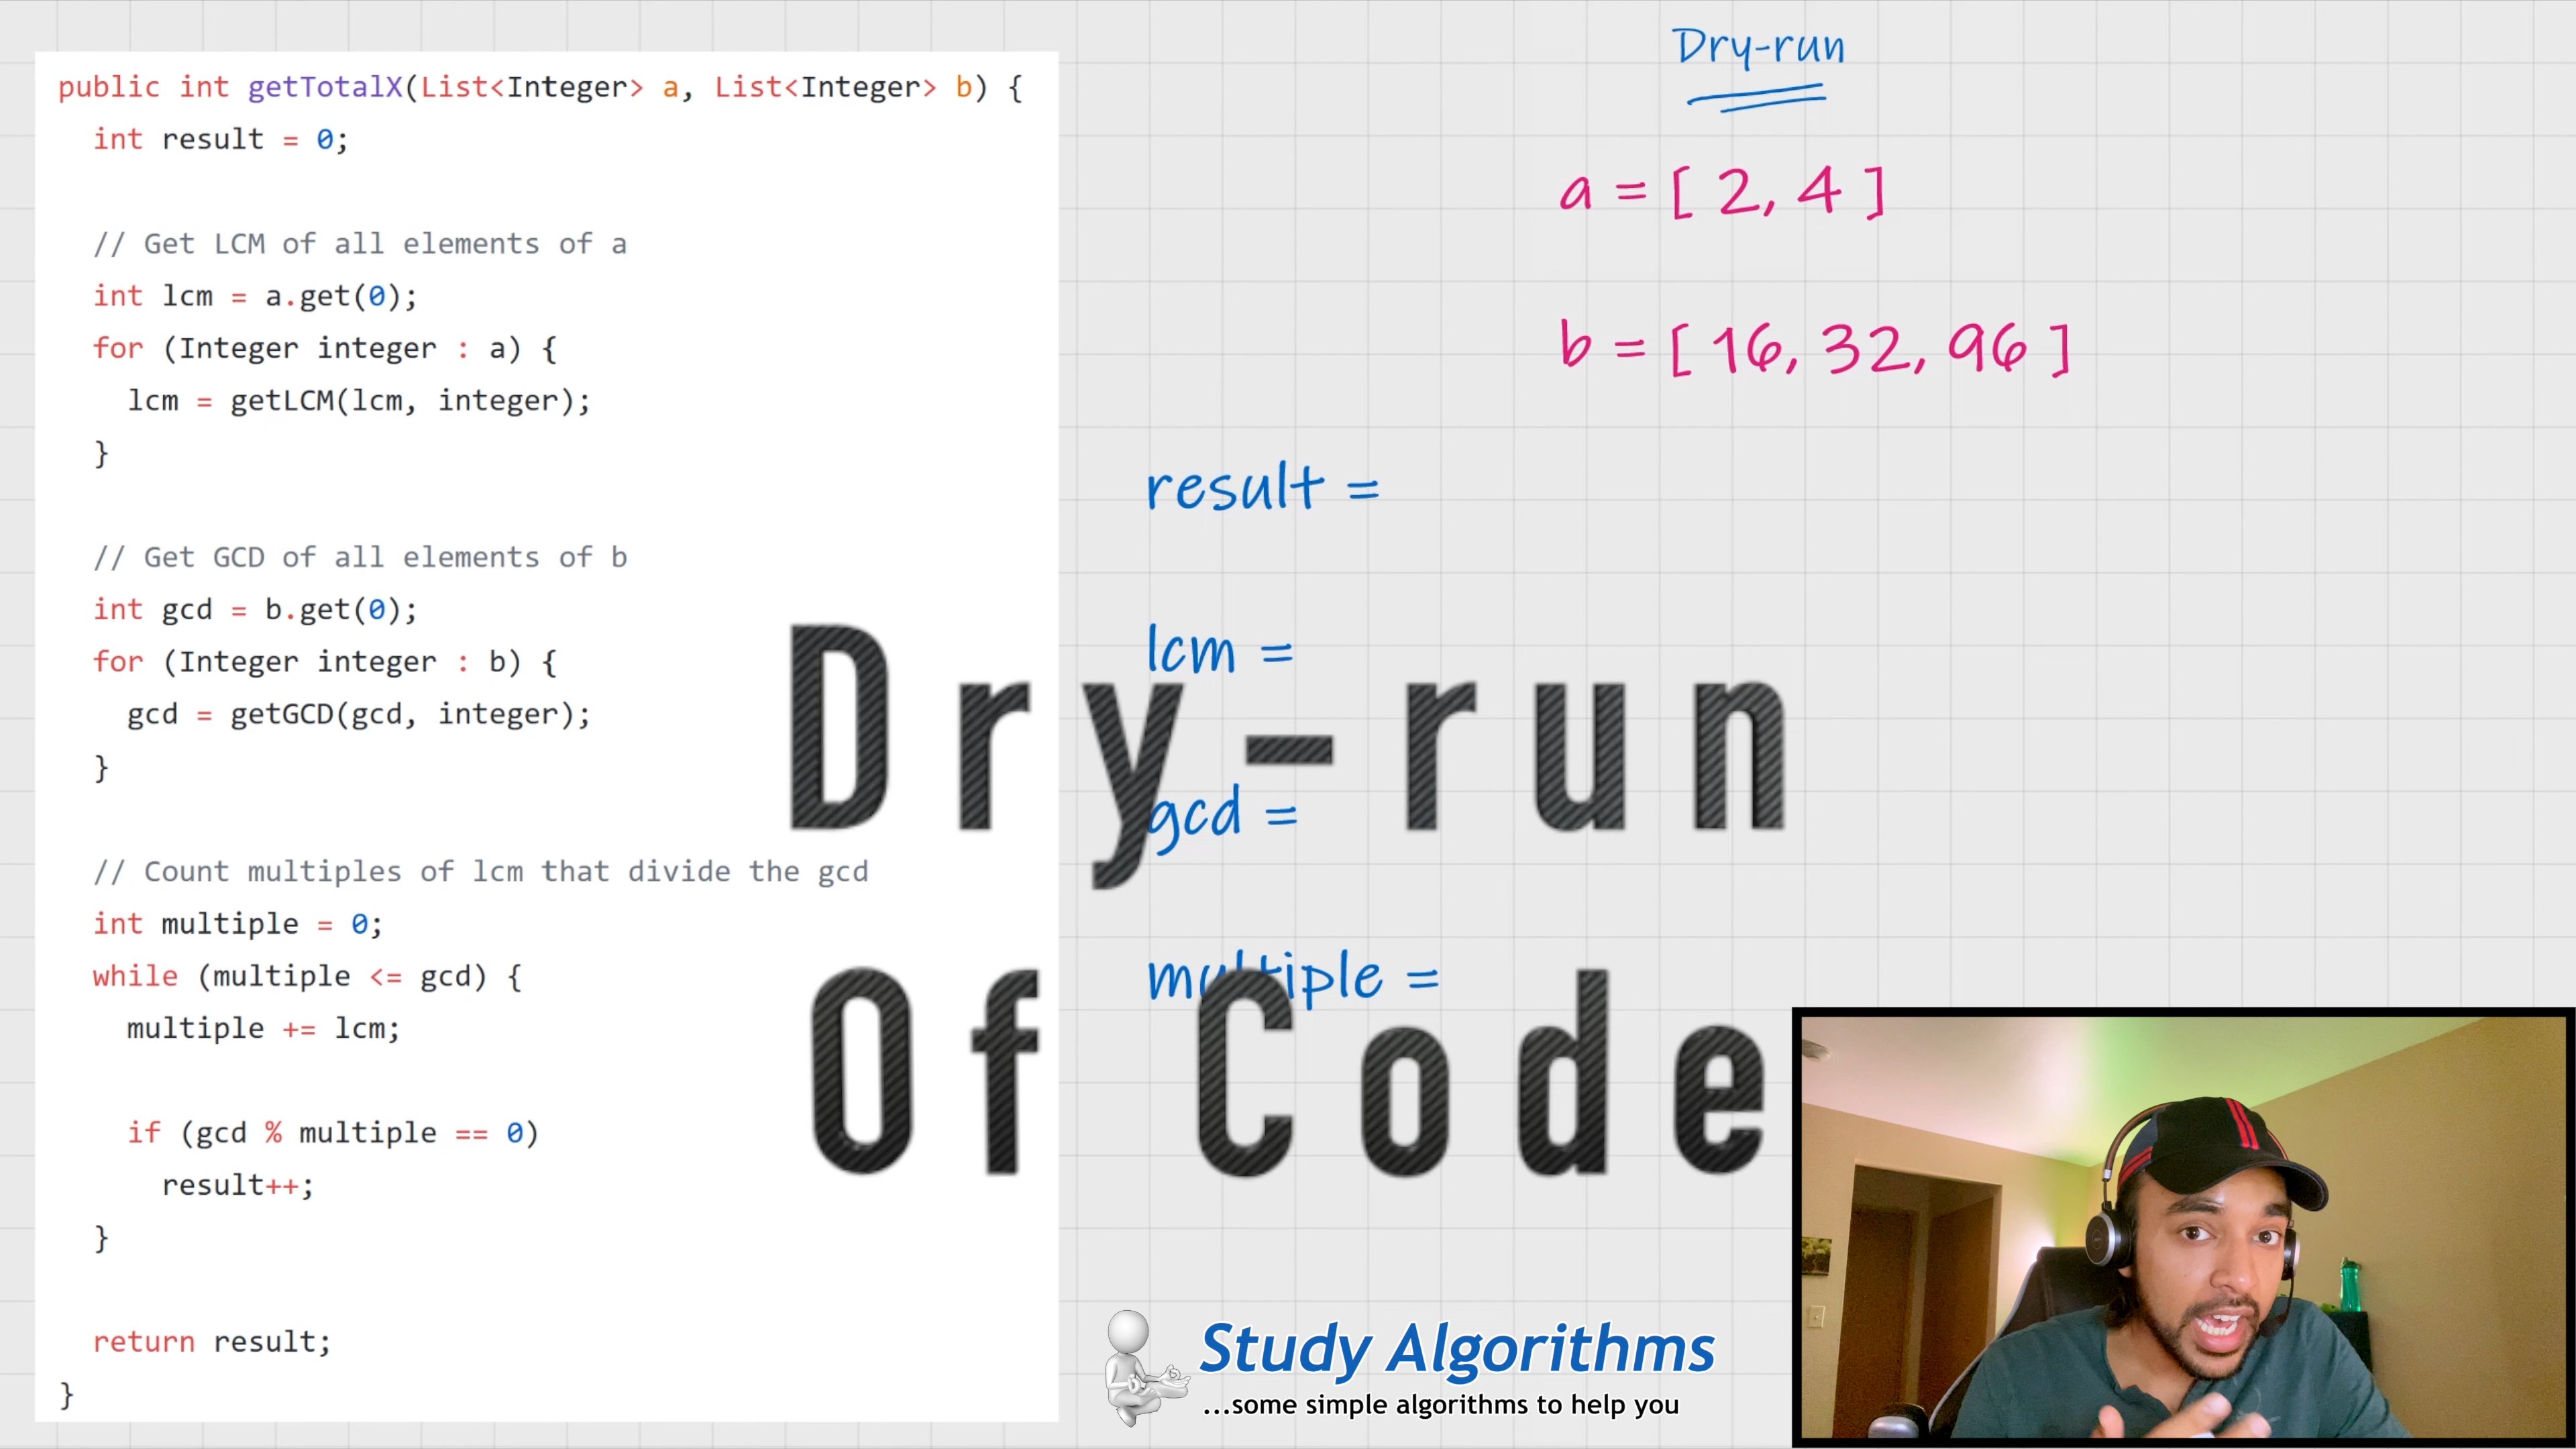 public int getTotalX(List<Integer> a, List<Integer> b) {
int result = 0;
// Get LCM of all elements of a
int lcm = a.get(0);
for (Integer integer : a) {
lcm = getLCM(lcm, integer);
}
// Get GCD of all elements of b
int gcd = b.get(0);
for (Integer integer : b) {
gcd = getGCD(gcd, integer);
}
// Count multiples of lcm that divide the gcd
int multiple = 0;
while (multiple <= gcd) {
multiple += lcm;
if (gcd % multiple == 0)
result++;
}
return result;
}
Dry-run
a = [ 2, 4 ]
b = [ 16, 32, 96 ]
result =
lcm =
gcd =
multiple =
Dry-run
Of Code
Study Algorithms
...some simple algorithms to help you